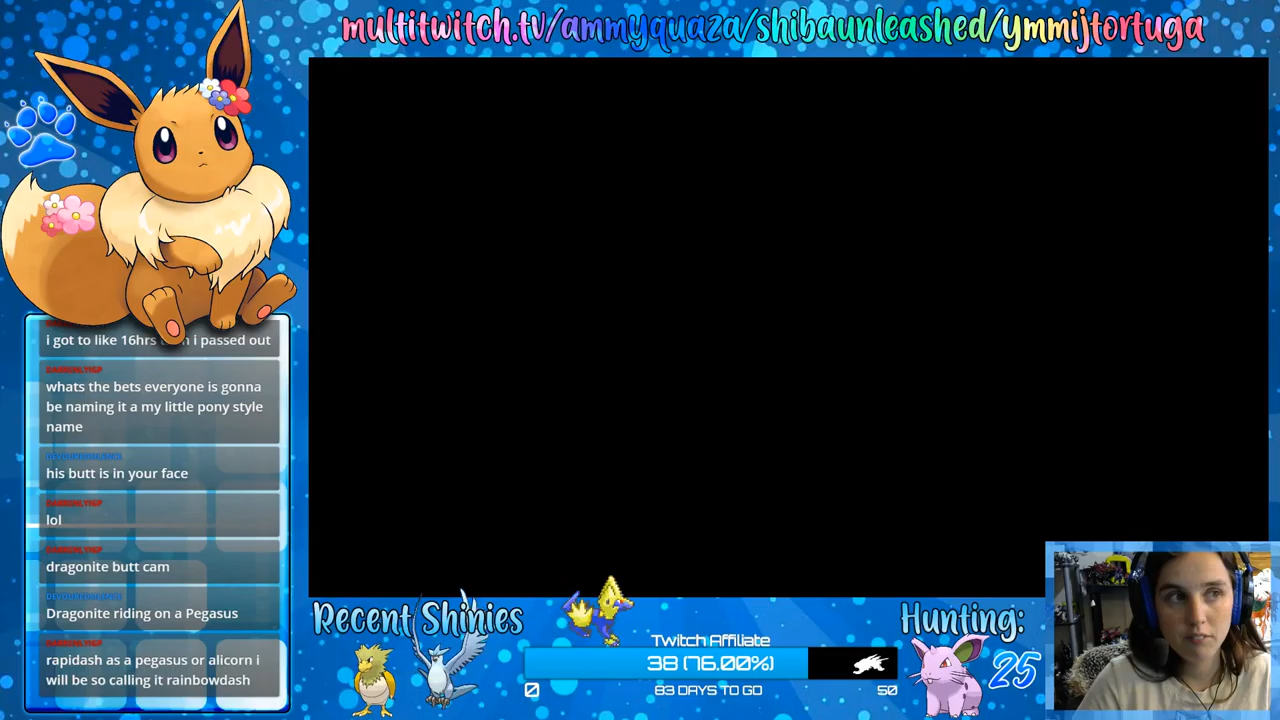 multitwitch.tv/ammyquaza/shibaunleashed/ymmijtortuga
i got to like 16hrs i passed out
whats the bets everyone is gonna
be naming it a my little pony style
name
DEVOUREDSILENCE
his butt is in your face
lol
dragonite butt cam
DEVOUREDSILENCE
Dragonite riding on a Pegasus
rapidash as a pegasus or alicorn i
will be so calling it rainbowdash
Recent Shinies
Twitch Affiliate
38 (76.00%)
0
83 DAYS TO GO
50
Hunting:
25